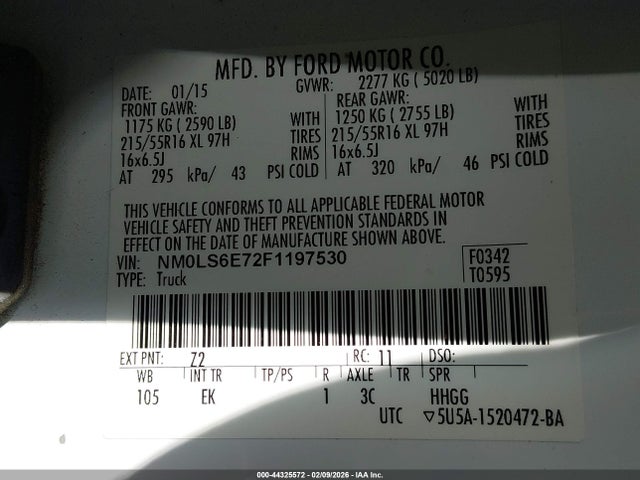 MFD. BY FORD MOTOR CO.
DATE: 01/15 GVWR: 2277 KG ( 5020 LB)
FRONT GAWR: REAR GAWR:
1175 KG ( 2590 LB) WITH 1250 KG ( 2755 LB) WITH
215/55R16 XL 97H TIRES 215/55R16 XL 97H TIRES
16x6.5J RIMS 16x6.5J RIMS
AT 295 kPa/ 43 PSI COLD AT 320 kPa/ 46 PSI COLD
THIS VEHICLE CONFORMS TO ALL APPLICABLE FEDERAL MOTOR
VEHICLE SAFETY AND THEFT PREVENTION STANDARDS IN
EFFECT ON THE DATE OF MANUFACTURE SHOWN ABOVE.
VIN: NM0LS6E72F1197530 F0342
TYPE: Truck T0595
EXT PNT: Z2 RC: 11 DSO:
WB INT TR TP/PS R AXLE TR SPR
105 EK 1 3C HHGG
UTC ▽5U5A-1520472-BA
000-44325572 - 02/09/2026 - IAA Inc.